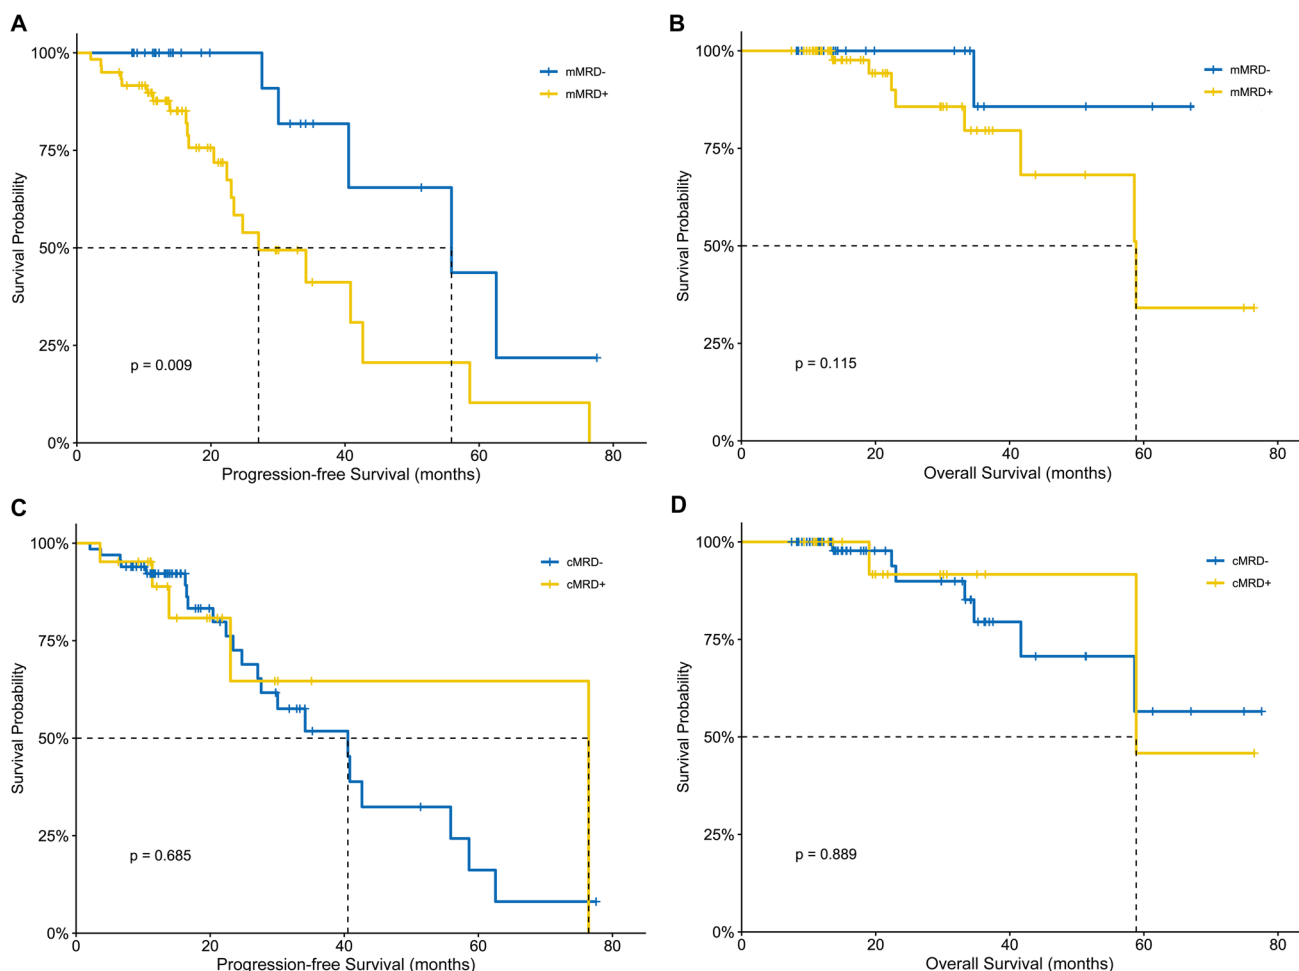 A
Survival Probability
100%
75%
50%
25%
0%
mMRD-
mMRD+
p = 0.009
0 20 40 60 80
Progression-free Survival (months)
B
Survival Probability
100%
75%
50%
25%
0%
mMRD-
mMRD+
p = 0.115
0 20 40 60 80
Overall Survival (months)
C
Survival Probability
100%
75%
50%
25%
0%
cMRD-
cMRD+
p = 0.685
0 20 40 60 80
Progression-free Survival (months)
D
Survival Probability
100%
75%
50%
25%
0%
cMRD-
cMRD+
p = 0.889
0 20 40 60 80
Overall Survival (months)